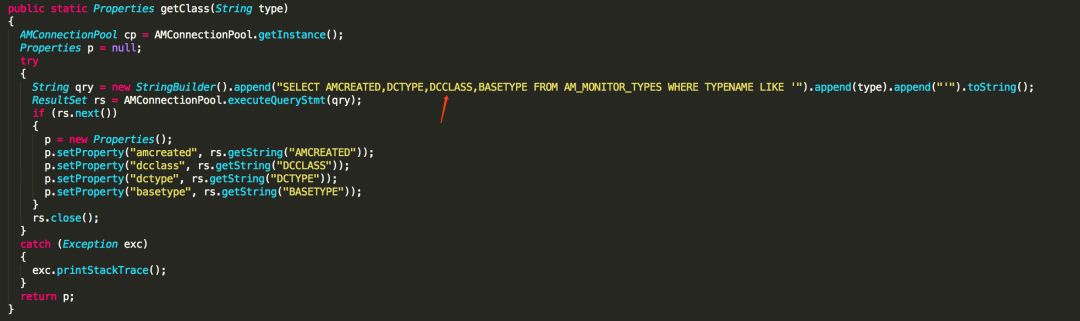 public static Properties getClass(String type)
{
AMConnectionPool cp = AMConnectionPool.getInstance();
Properties p = null;
try
{
String qry = new StringBuilder().append("SELECT AMCREATED,DCTYPE,DCCLASS,BASETYPE FROM AM_MONITOR_TYPES WHERE TYPENAME LIKE '").append(type).append("'").toString();
ResultSet rs = AMConnectionPool.executeQueryStmt(qry);
if (rs.next())
{
p = new Properties();
p.setProperty("amcreated", rs.getString("AMCREATED"));
p.setProperty("dcclass", rs.getString("DCCLASS"));
p.setProperty("dctype", rs.getString("DCTYPE"));
p.setProperty("basetype", rs.getString("BASETYPE"));
}
rs.close();
}
catch (Exception exc)
{
exc.printStackTrace();
}
return p;
}